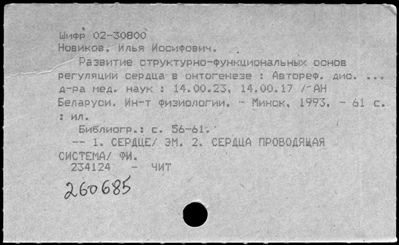 Шифр 02-30800
Новиков, Илья Иосифович.
Развитие структурно-функциональных основ
регуляции сердца в онтогенезе : Автореф. дис. ...
д-ра мед. наук : 14.00.23, 14.00.17 / АН
Беларуси. Ин-т физиологии. - Минск, 1993. - 61 с.
: ил.
Библиогр.: с. 56-61.
-- 1. СЕРДЦЕ/ ЭМ. 2. СЕРДЦА ПРОВОДЯЩАЯ
СИСТЕМА/ ФИ.
234124 - ЧИТ
260685